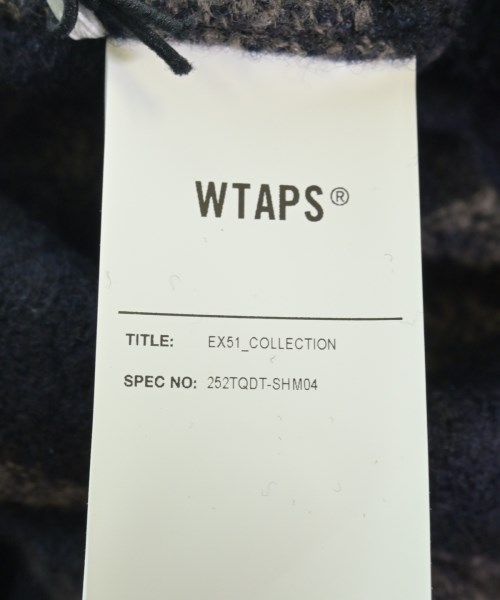 WTAPS®
TITLE: EX51_COLLECTION
SPEC NO: 252TQDT-SHM04